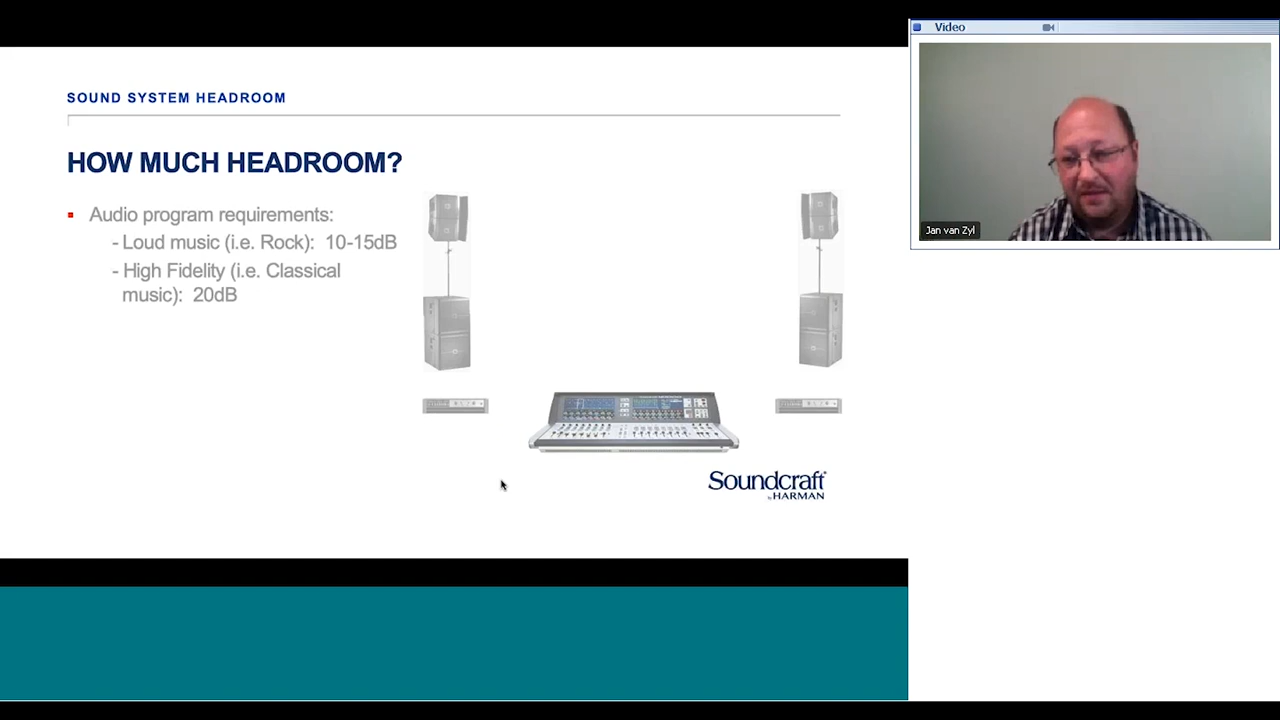 SOUND SYSTEM HEADROOM
HOW MUCH HEADROOM?
Audio program requirements:
- Loud music (i.e. Rock): 10-15dB
- High Fidelity (i.e. Classical
music): 20dB
Soundcraft
by HARMAN
Video
Jan van Zyl